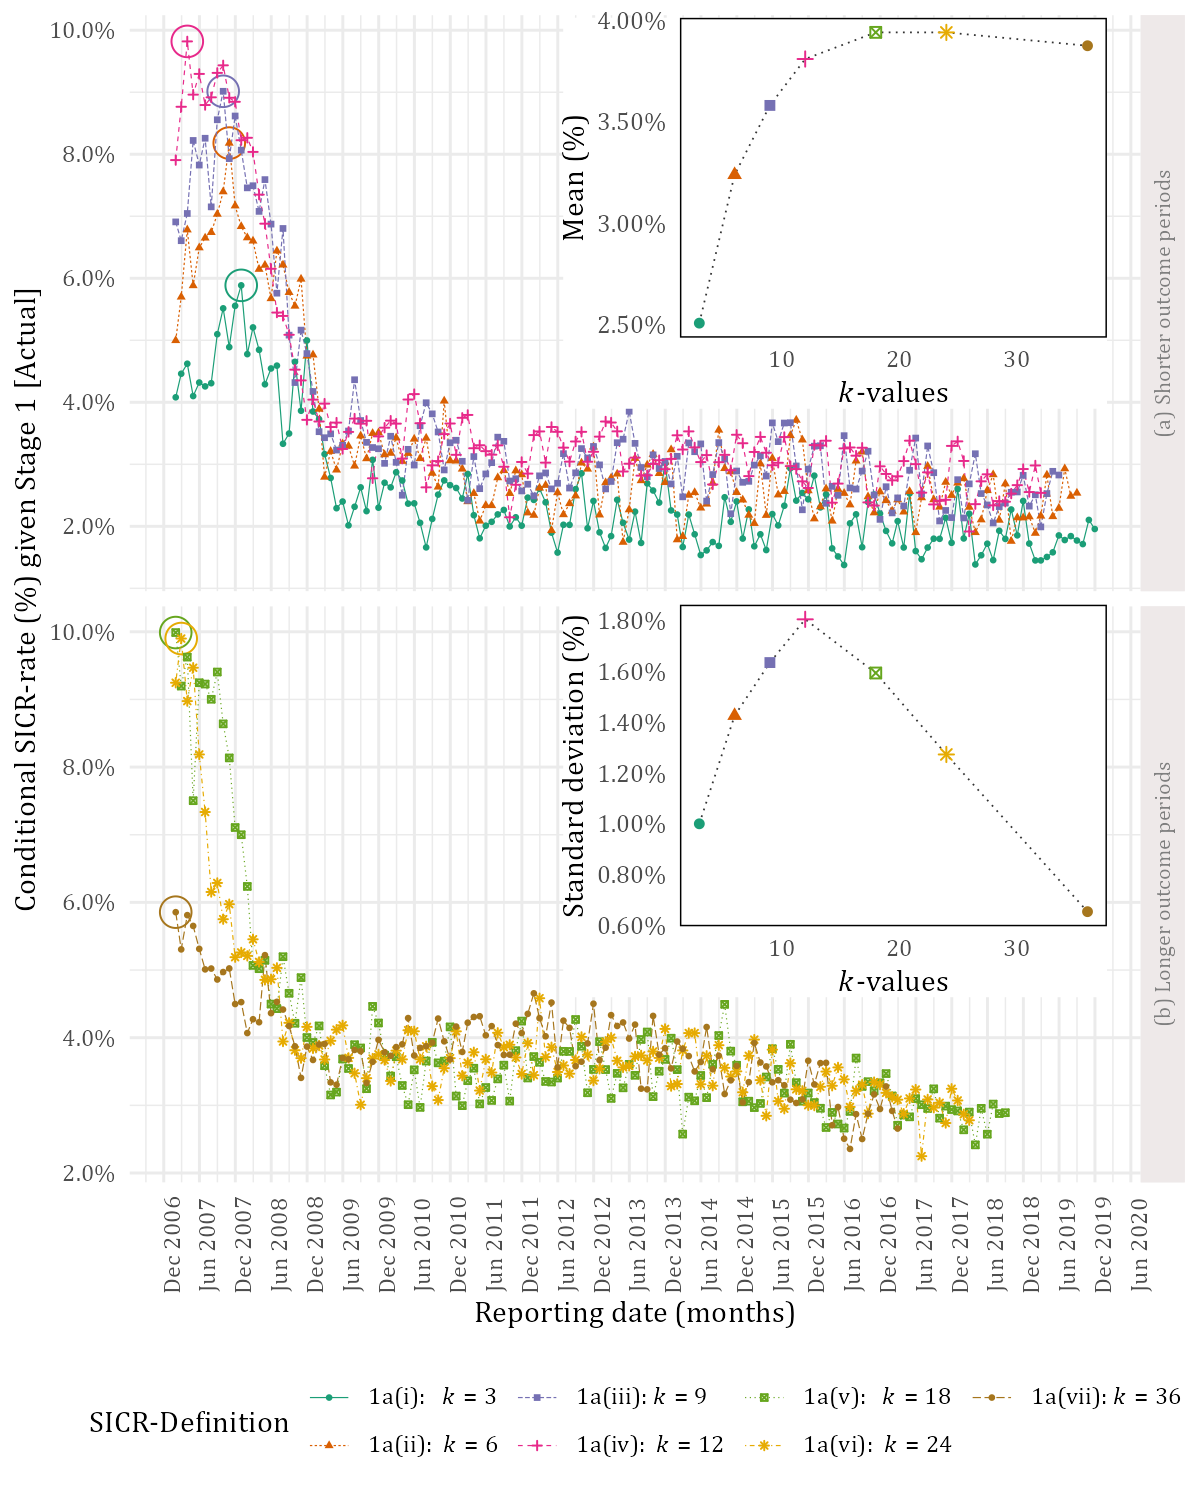 Conditional SICR-rate (%) given Stage 1 [Actual]
10.0%
8.0%
6.0%
4.0%
2.0%
4.00%
3.50%
3.00%
2.50%
Mean (%)
10
20
30
k-values
(a) Shorter outcome periods
10.0%
8.0%
6.0%
4.0%
2.0%
1.80%
1.60%
1.40%
1.20%
1.00%
0.80%
0.60%
Standard deviation (%)
10
20
30
k-values
(b) Longer outcome periods
Dec 2006
Jun 2007
Dec 2007
Jun 2008
Dec 2008
Jun 2009
Dec 2009
Jun 2010
Dec 2010
Jun 2011
Dec 2011
Jun 2012
Dec 2012
Jun 2013
Dec 2013
Jun 2014
Dec 2014
Jun 2015
Dec 2015
Jun 2016
Dec 2016
Jun 2017
Dec 2017
Jun 2018
Dec 2018
Jun 2019
Dec 2019
Jun 2020
Reporting date (months)
SICR-Definition
1a(i): k = 3
1a(iii): k = 9
1a(v): k = 18
1a(vii): k = 36
1a(ii): k = 6
1a(iv): k = 12
1a(vi): k = 24